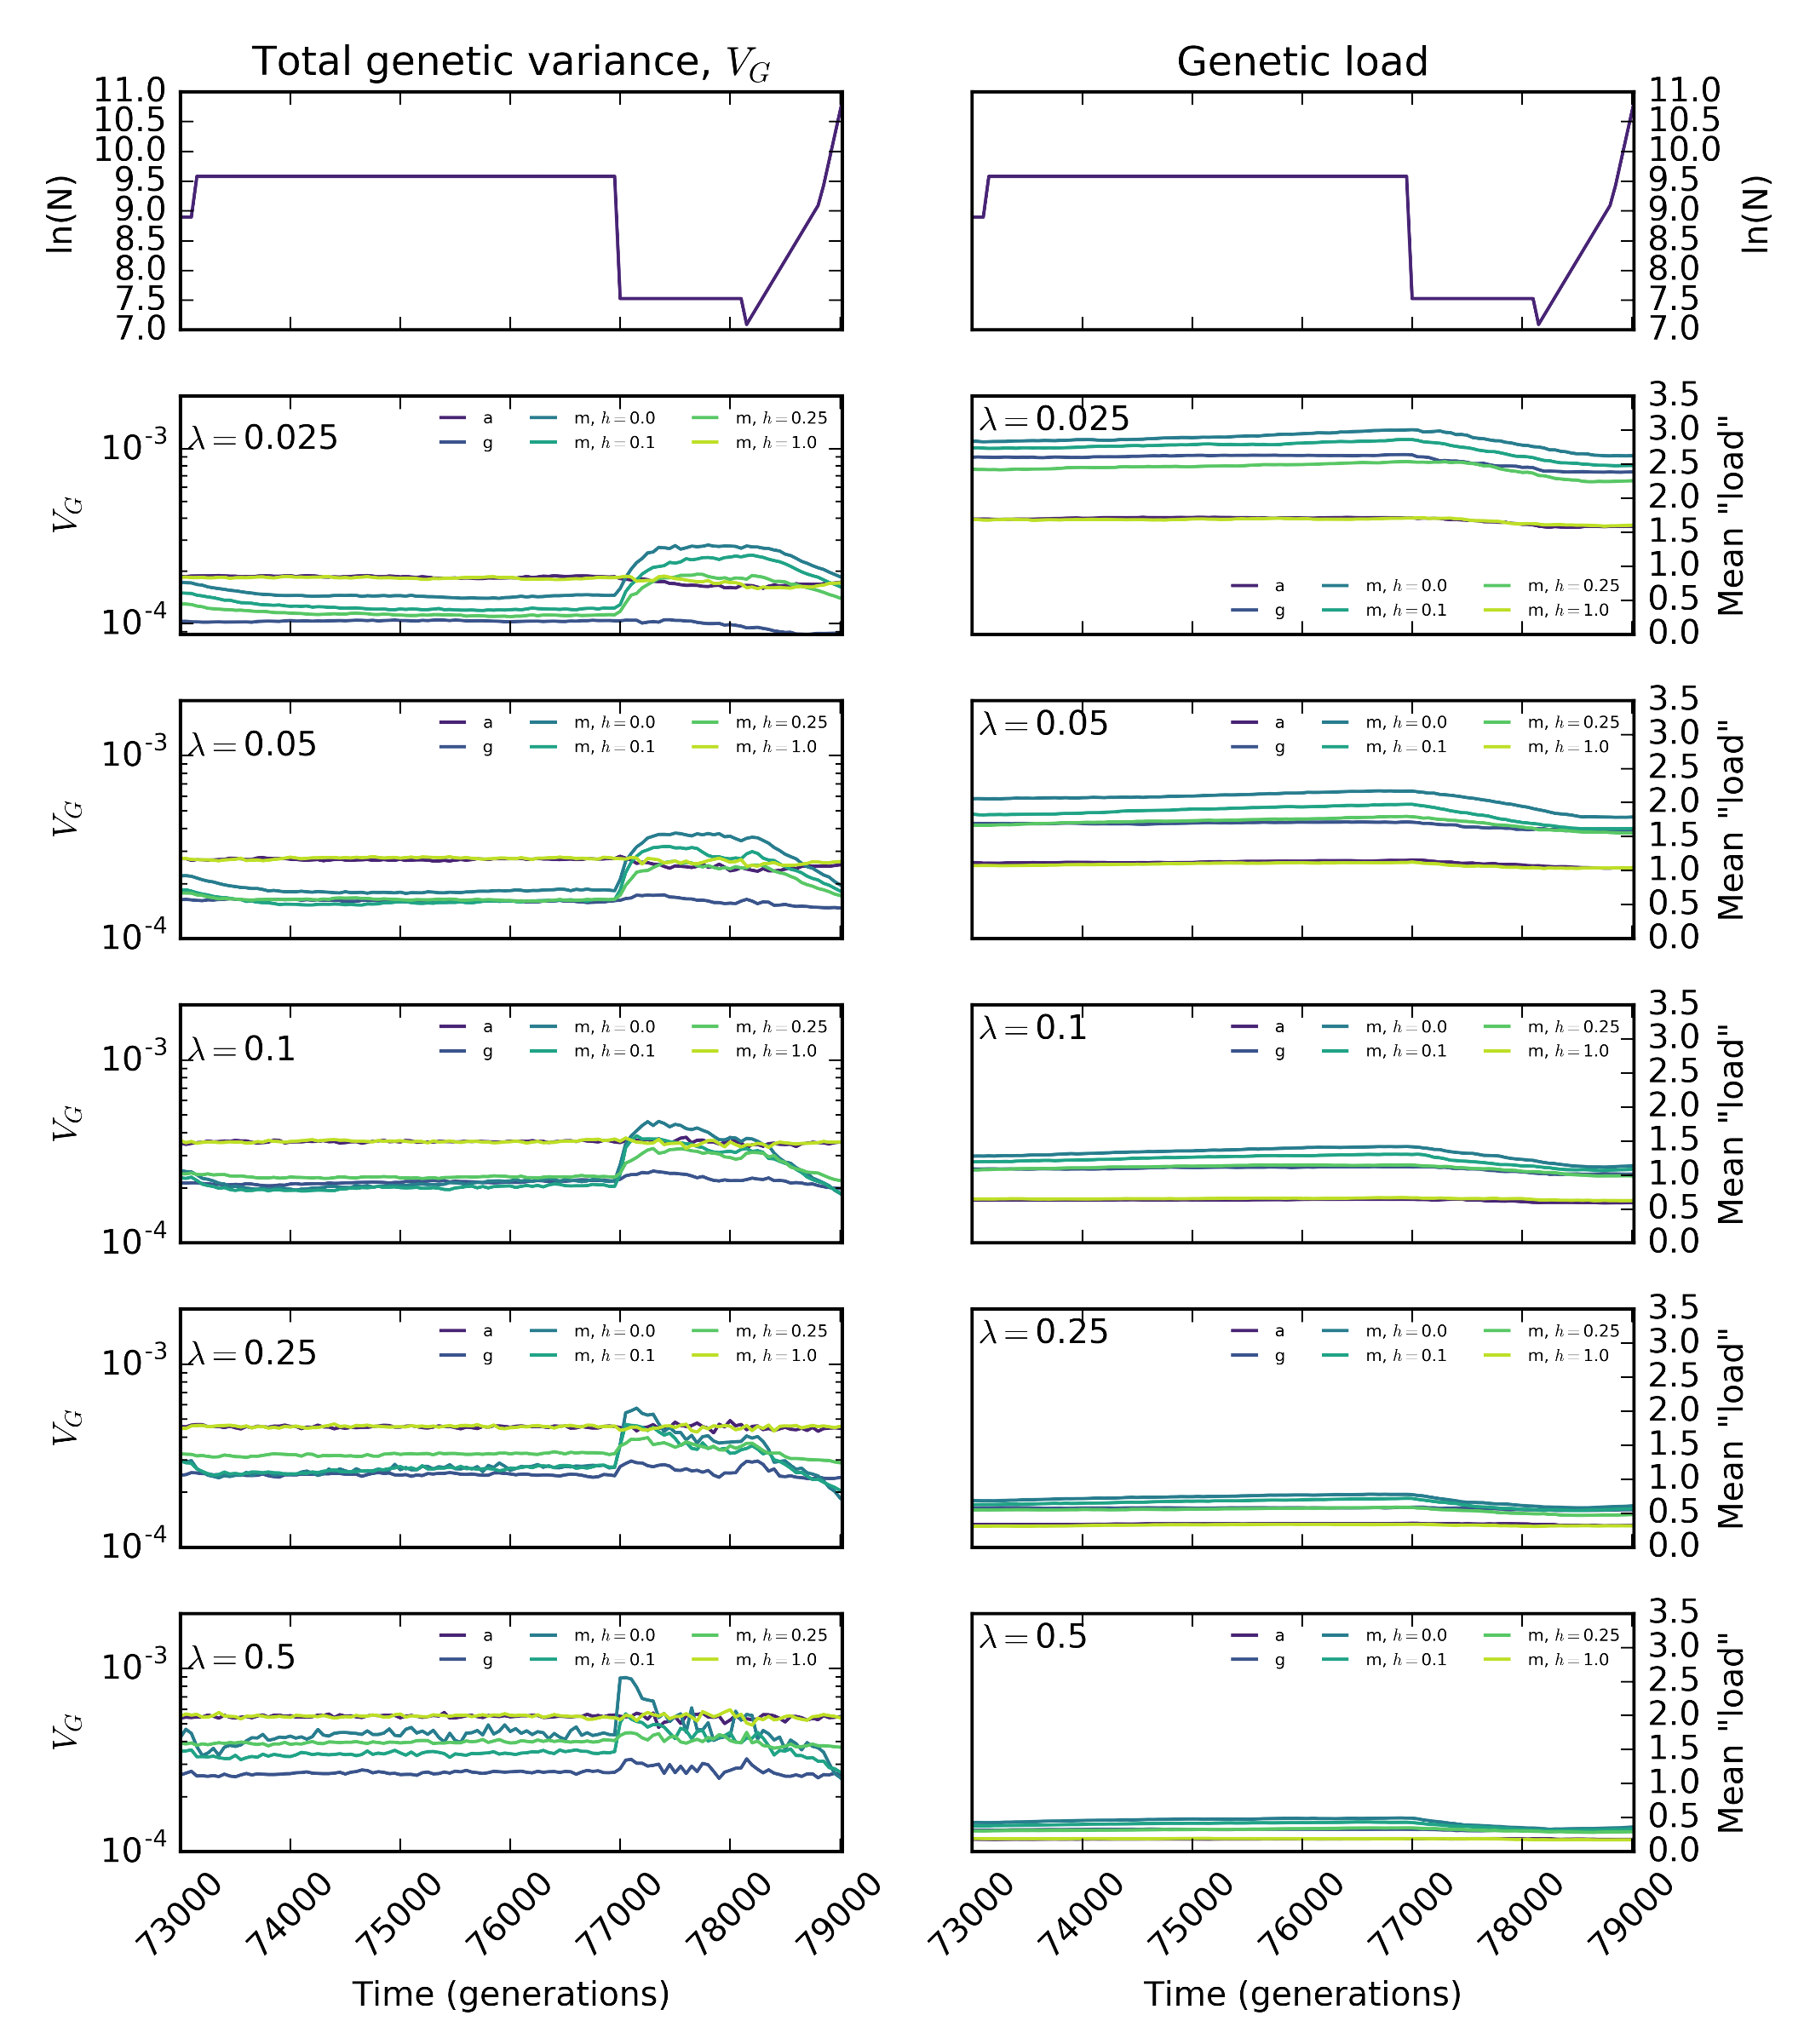 Total genetic variance, V_G
Genetic load
11.0
10.5
10.0
9.5
9.0
8.5
8.0
7.5
7.0
ln(N)
11.0
10.5
10.0
9.5
9.0
8.5
8.0
7.5
7.0
ln(N)
λ = 0.025
a m, h = 0.0 m, h = 0.25
g m, h = 0.1 m, h = 1.0
10^-3
10^-4
V_G
λ = 0.025
a m, h = 0.0 m, h = 0.25
g m, h = 0.1 m, h = 1.0
3.5
3.0
2.5
2.0
1.5
1.0
0.5
0.0
Mean "load"
λ = 0.05
a m, h = 0.0 m, h = 0.25
g m, h = 0.1 m, h = 1.0
10^-3
10^-4
V_G
λ = 0.05
a m, h = 0.0 m, h = 0.25
g m, h = 0.1 m, h = 1.0
3.5
3.0
2.5
2.0
1.5
1.0
0.5
0.0
Mean "load"
λ = 0.1
a m, h = 0.0 m, h = 0.25
g m, h = 0.1 m, h = 1.0
10^-3
10^-4
V_G
λ = 0.1
a m, h = 0.0 m, h = 0.25
g m, h = 0.1 m, h = 1.0
3.5
3.0
2.5
2.0
1.5
1.0
0.5
0.0
Mean "load"
λ = 0.25
a m, h = 0.0 m, h = 0.25
g m, h = 0.1 m, h = 1.0
10^-3
10^-4
V_G
λ = 0.25
a m, h = 0.0 m, h = 0.25
g m, h = 0.1 m, h = 1.0
3.5
3.0
2.5
2.0
1.5
1.0
0.5
0.0
Mean "load"
λ = 0.5
a m, h = 0.0 m, h = 0.25
g m, h = 0.1 m, h = 1.0
10^-3
10^-4
V_G
λ = 0.5
a m, h = 0.0 m, h = 0.25
g m, h = 0.1 m, h = 1.0
3.5
3.0
2.5
2.0
1.5
1.0
0.5
0.0
Mean "load"
73000 74000 75000 76000 77000 78000 79000
Time (generations)
73000 74000 75000 76000 77000 78000 79000
Time (generations)